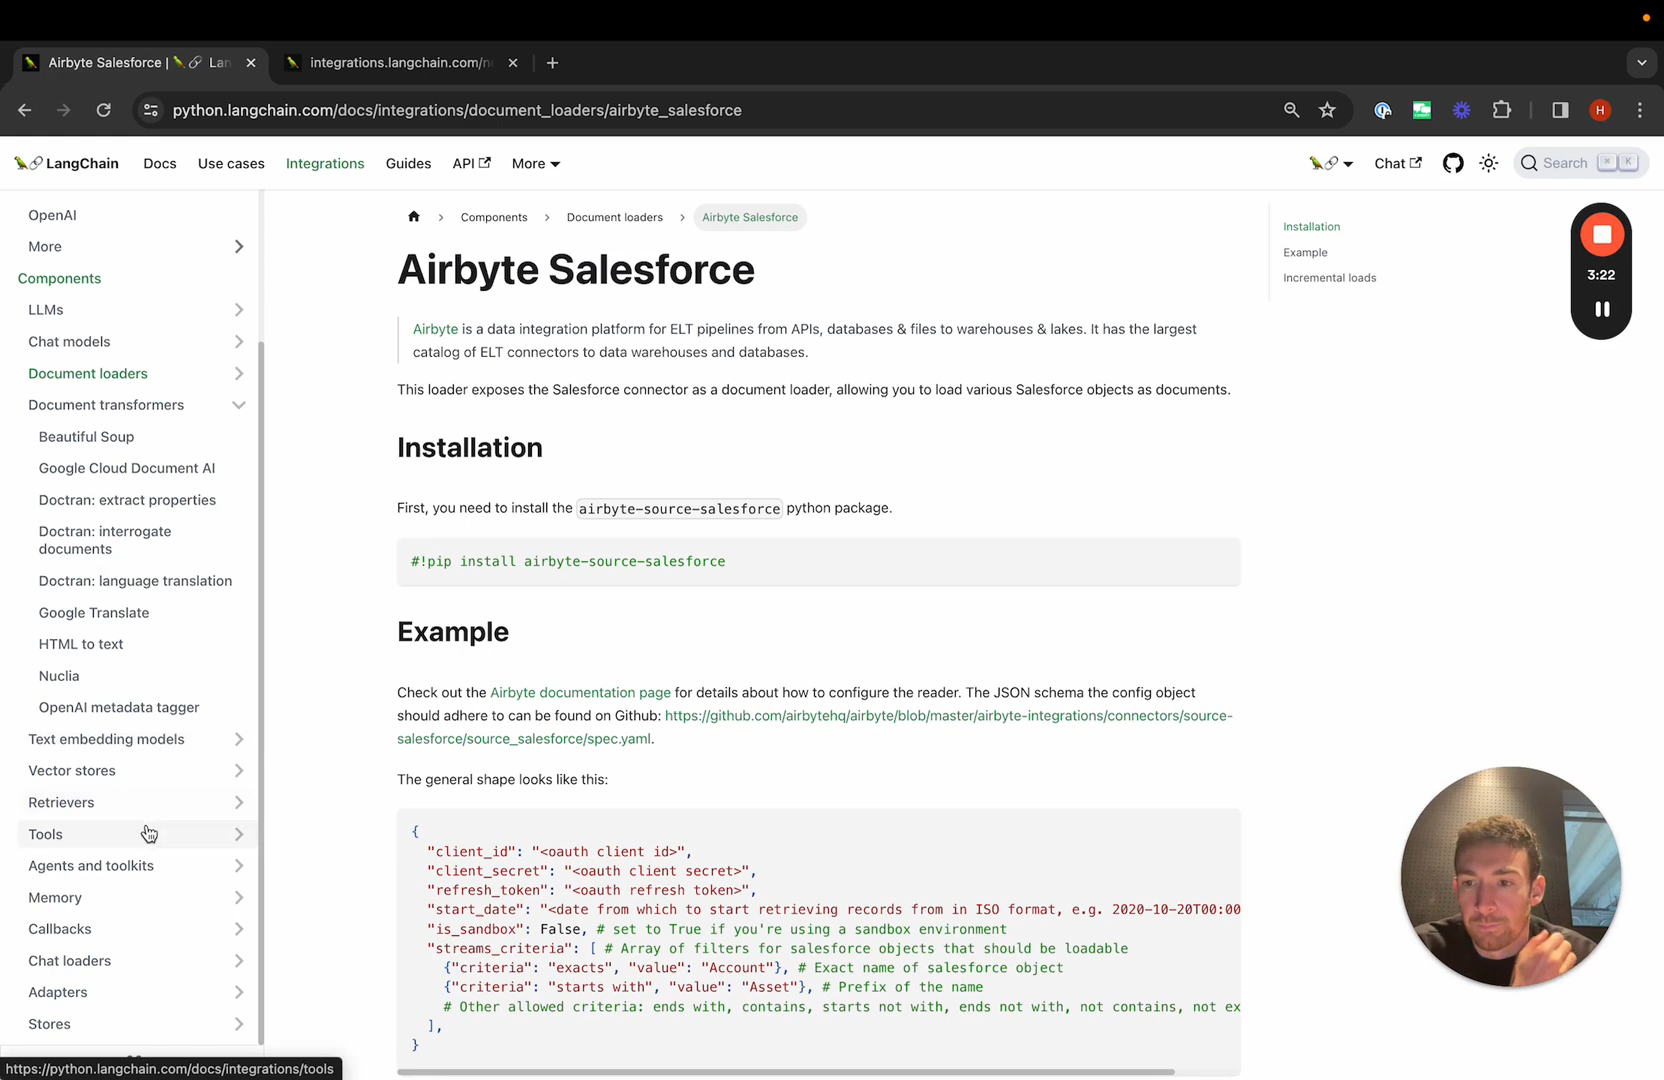 Airbyte Salesforce | 🦜🔗 Lan
integrations.langchain.com/n
python.langchain.com/docs/integrations/document_loaders/airbyte_salesforce
H
🦜🔗 LangChain
Docs
Use cases
Integrations
Guides
API
More
🦜🔗
Chat
Search
K
OpenAI
More
Components
LLMs
Chat models
Document loaders
Document transformers
Beautiful Soup
Google Cloud Document AI
Doctran: extract properties
Doctran: interrogate
documents
Doctran: language translation
Google Translate
HTML to text
Nuclia
OpenAI metadata tagger
Text embedding models
Vector stores
Retrievers
Tools
Agents and toolkits
Memory
Callbacks
Chat loaders
Adapters
Stores
https://python.langchain.com/docs/integrations/tools
Components
Document loaders
Airbyte Salesforce
Airbyte Salesforce
Airbyte is a data integration platform for ELT pipelines from APIs, databases & files to warehouses & lakes. It has the largest
catalog of ELT connectors to data warehouses and databases.
This loader exposes the Salesforce connector as a document loader, allowing you to load various Salesforce objects as documents.
Installation
First, you need to install the airbyte-source-salesforce python package.
#!pip install airbyte-source-salesforce
Example
Check out the Airbyte documentation page for details about how to configure the reader. The JSON schema the config object
should adhere to can be found on Github: https://github.com/airbytehq/airbyte/blob/master/airbyte-integrations/connectors/source-
salesforce/source_salesforce/spec.yaml.
The general shape looks like this:
{
"client_id": "<oauth client id>",
"client_secret": "<oauth client secret>",
"refresh_token": "<oauth refresh token>",
"start_date": "<date from which to start retrieving records from in ISO format, e.g. 2020-10-20T00:00
"is_sandbox": False, # set to True if you're using a sandbox environment
"streams_criteria": [ # Array of filters for salesforce objects that should be loadable
{"criteria": "exacts", "value": "Account"}, # Exact name of salesforce object
{"criteria": "starts with", "value": "Asset"}, # Prefix of the name
# Other allowed criteria: ends with, contains, starts not with, ends not with, not contains, not ex
],
}
Installation
Example
Incremental loads
3:22